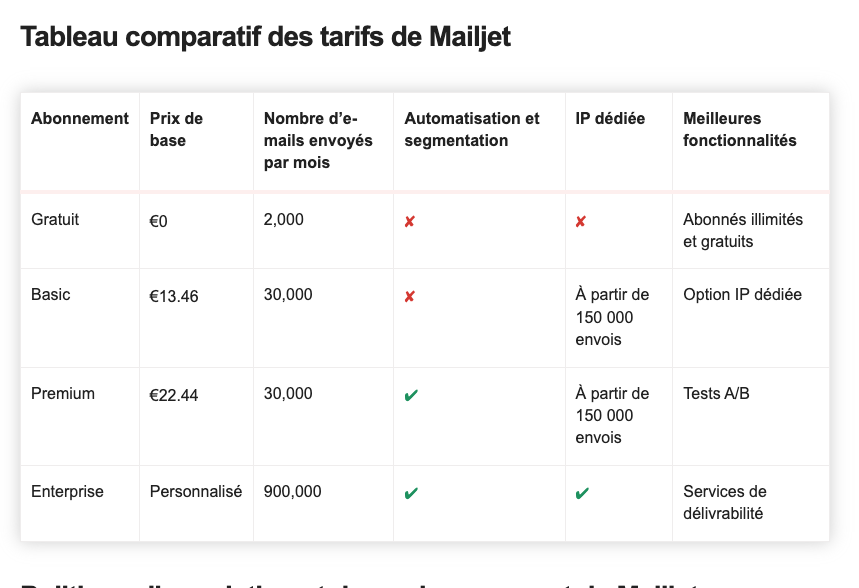 Tableau comparatif des tarifs de Mailjet
Abonnement
Prix de
base
Nombre d’e-
mails envoyés
par mois
Automatisation et
segmentation
IP dédiée
Meilleures
fonctionnalités
Gratuit
€0
2,000
✘
✘
Abonnés illimités
et gratuits
Basic
€13.46
30,000
✘
À partir de
150 000
envois
Option IP dédiée
Premium
€22.44
30,000
✔
À partir de
150 000
envois
Tests A/B
Enterprise
Personnalisé
900,000
✔
✔
Services de
délivrabilité